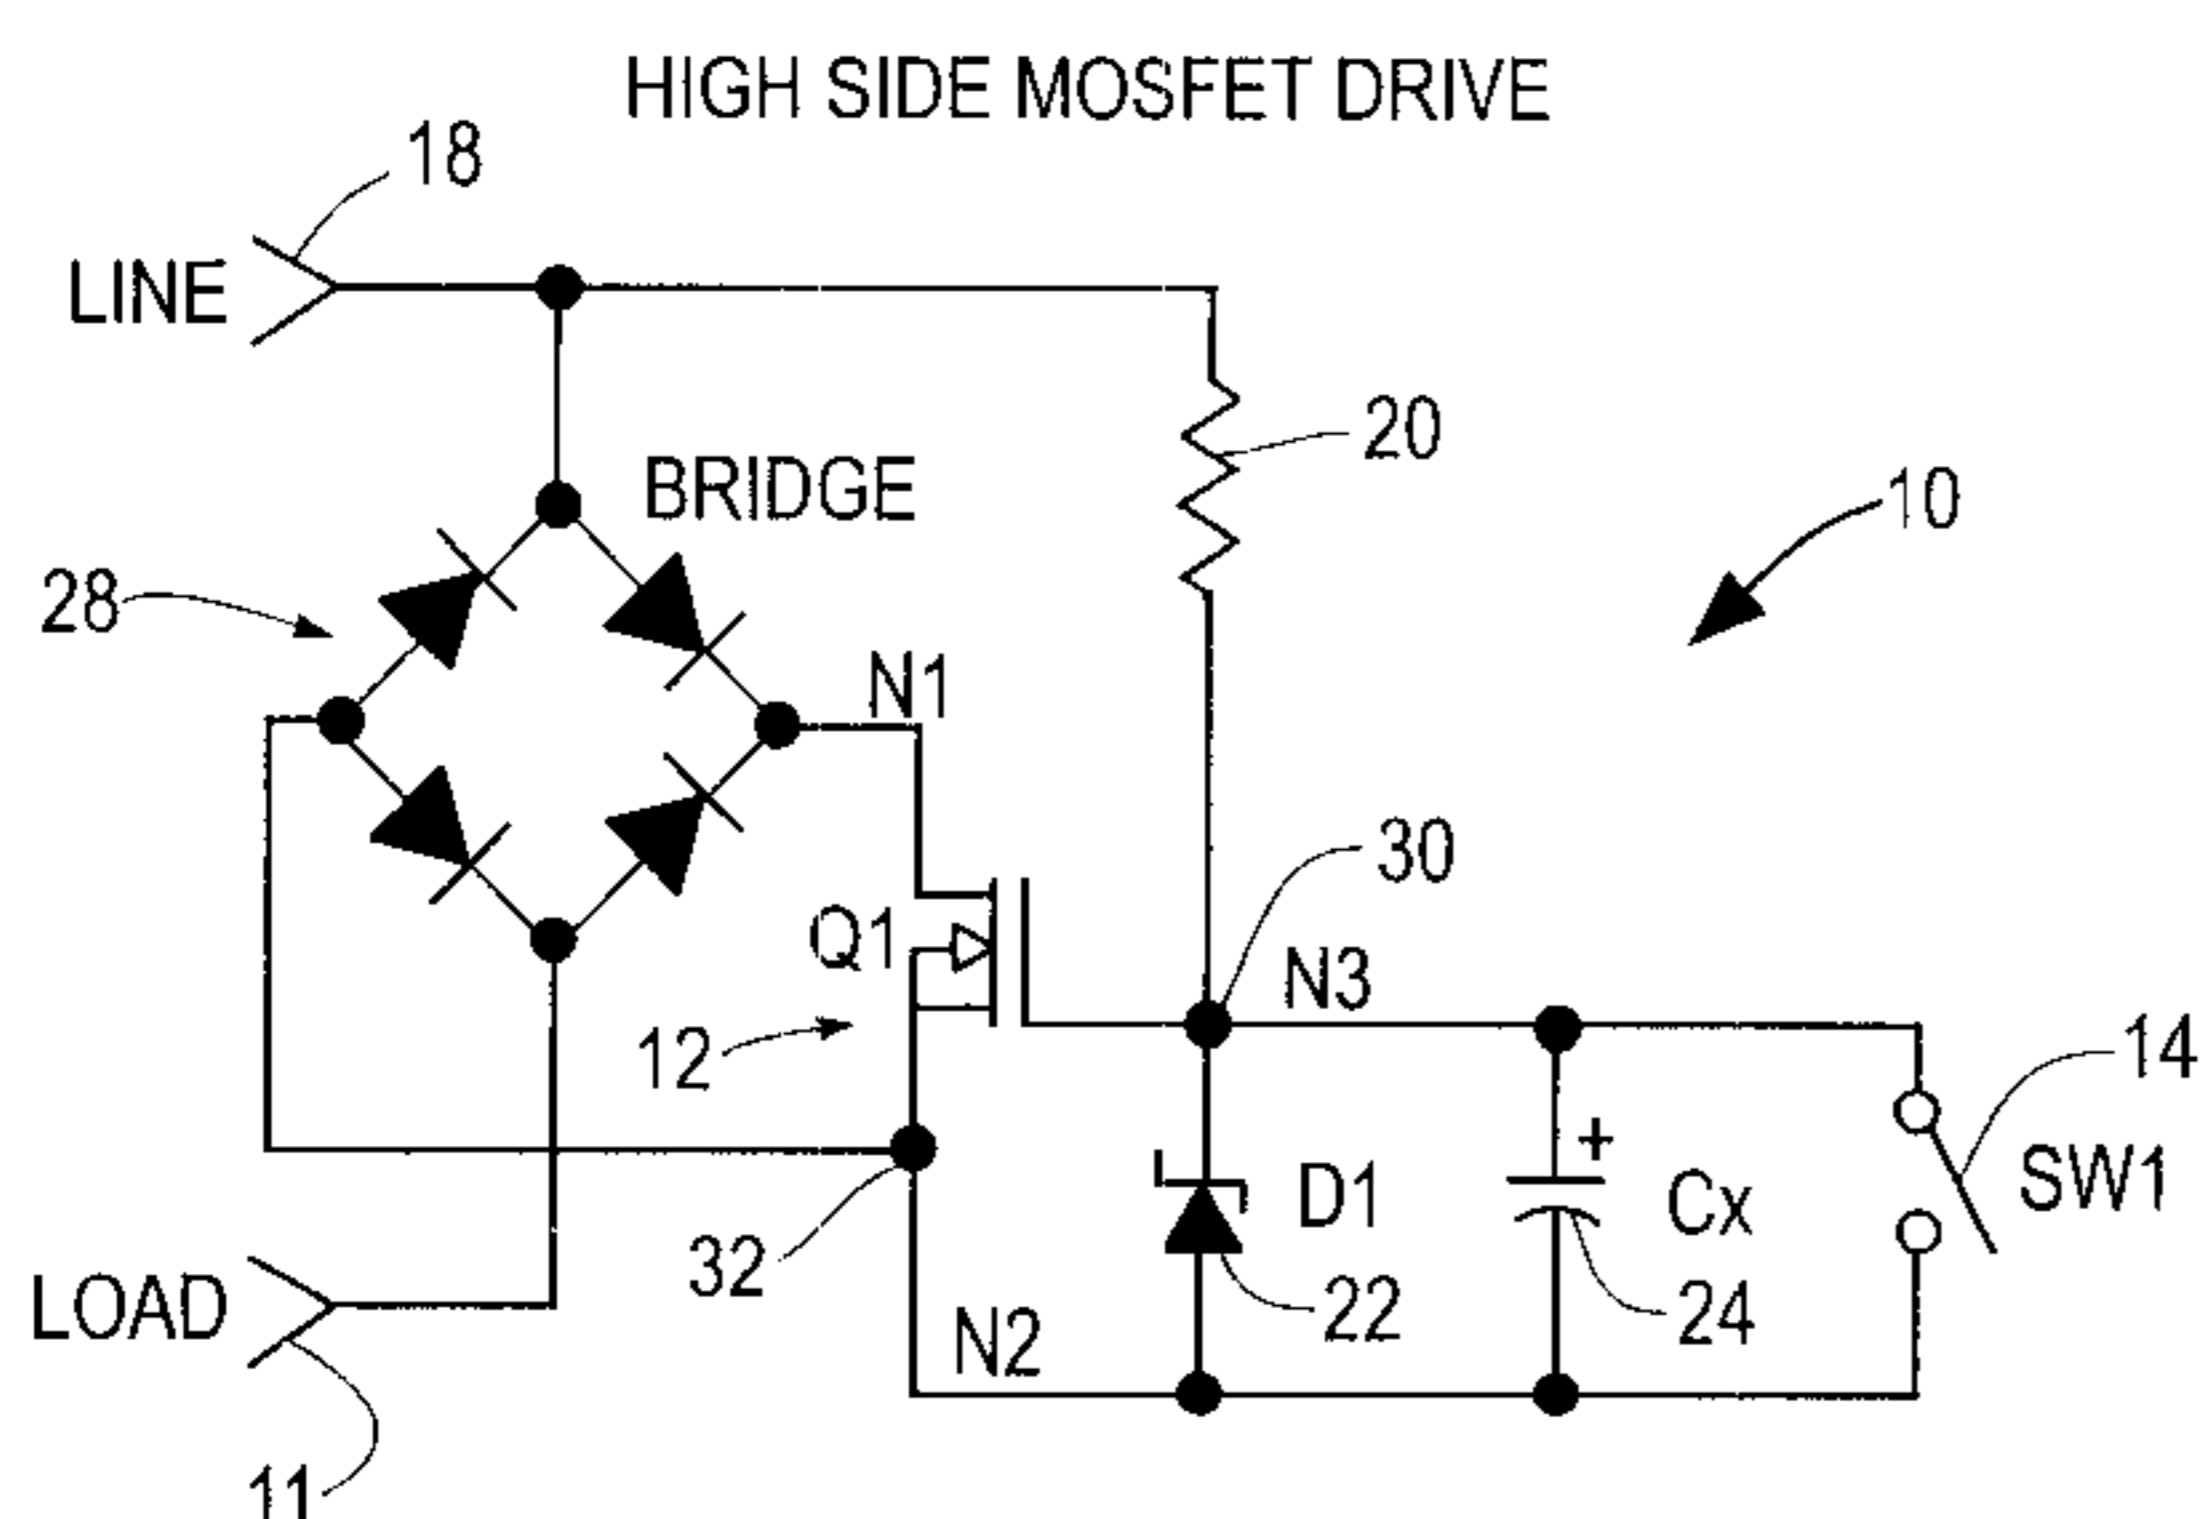 HIGH SIDE MOSFET DRIVE
18
LINE
20
BRIDGE
10
28
N1
30
Q1
N3
12
14
SW1
D1
Cx
32
22
24
LOAD
N2
11